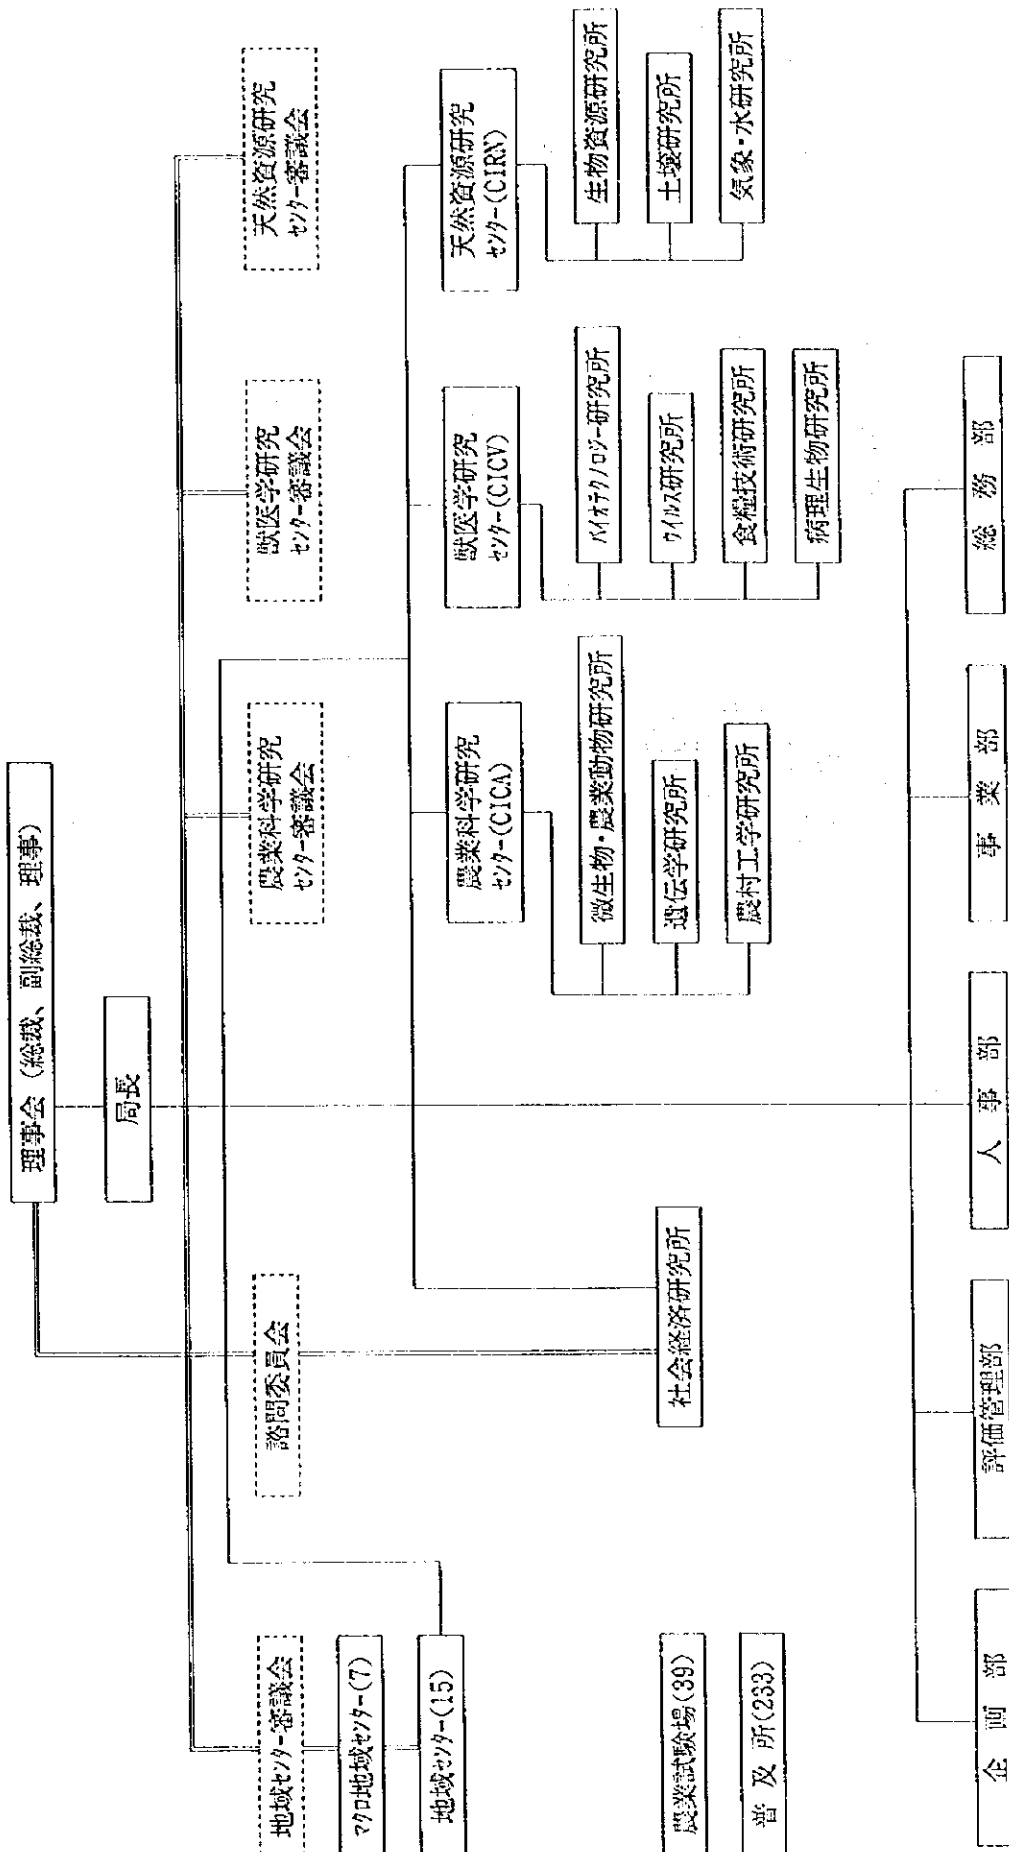 理事会（総裁、副総裁、理事）
局長
地域センター審議会
諮問委員会
農業科学研究
センター審議会
獣医学研究
センター審議会
天然資源研究
センター審議会
マクロ地域センター(7)
地域センター(15)
農業科学研究
センター(CICA)
獣医学研究
センター(CICV)
天然資源研究
センター(CIRN)
農業試験場(39)
普及所(233)
社会経済研究所
微生物・農業動物研究所
遺伝学研究所
農村工学研究所
バイオテクノロジー研究所
ウイルス研究所
食糧技術研究所
病理生物研究所
生物資源研究所
土壌研究所
気象・水研究所
企画部
評価管理部
人事部
事業部
総務部